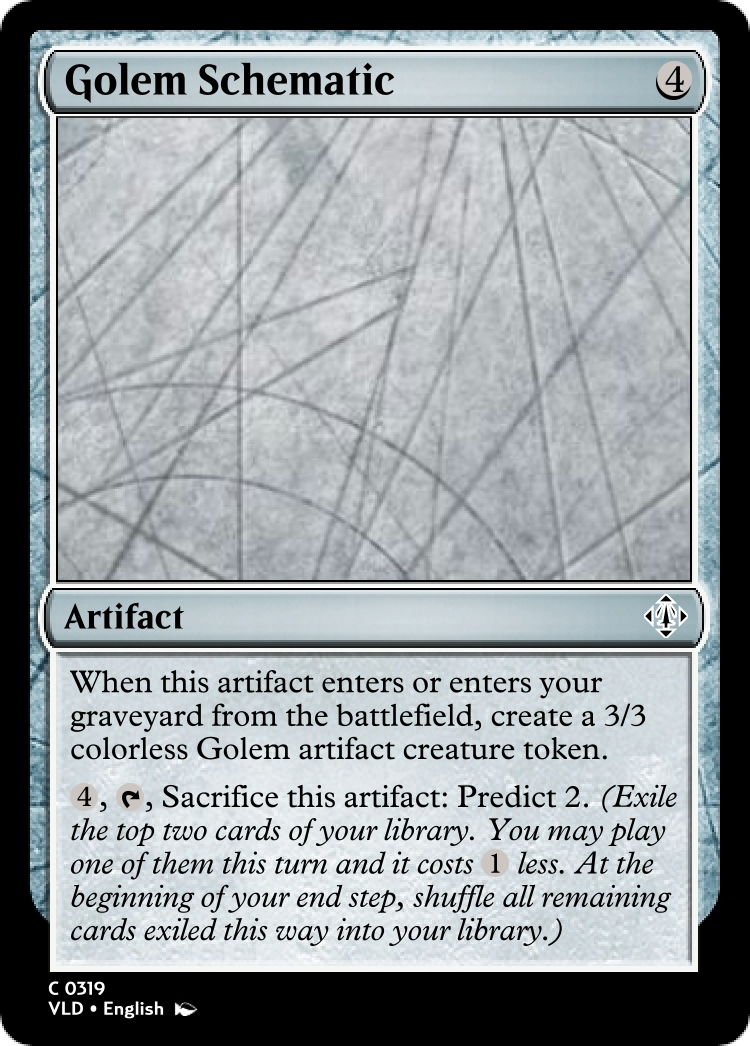 Golem Schematic 4
Artifact
When this artifact enters or enters your
graveyard from the battlefield, create a 3/3
colorless Golem artifact creature token.
4, , Sacrifice this artifact: Predict 2. (Exile
the top two cards of your library. You may play
one of them this turn and it costs 1 less. At the
beginning of your end step, shuffle all remaining
cards exiled this way into your library.)
C 0319
VLD • English